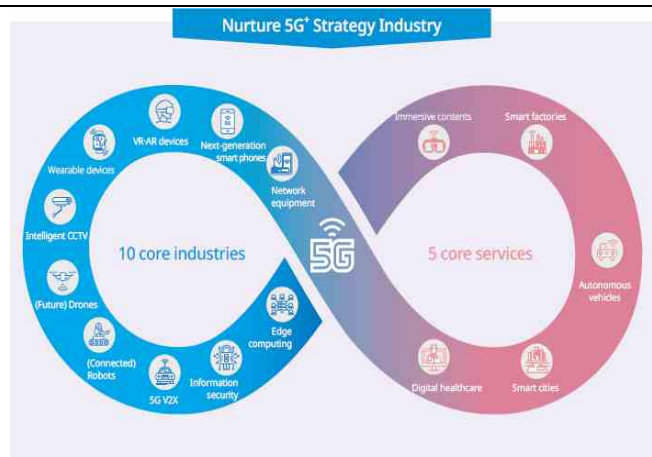 Nurture 5G⁺ Strategy Industry
VR·AR devices
Next-generation
smart phones
Network
equipment
Wearable devices
Intelligent CCTV
(Future) Drones
(Connected)
Robots
5G V2X
Information
security
Edge
computing
10 core industries
5G
5 core services
Immersive contents
Smart factories
Autonomous
vehicles
Smart cities
Digital healthcare